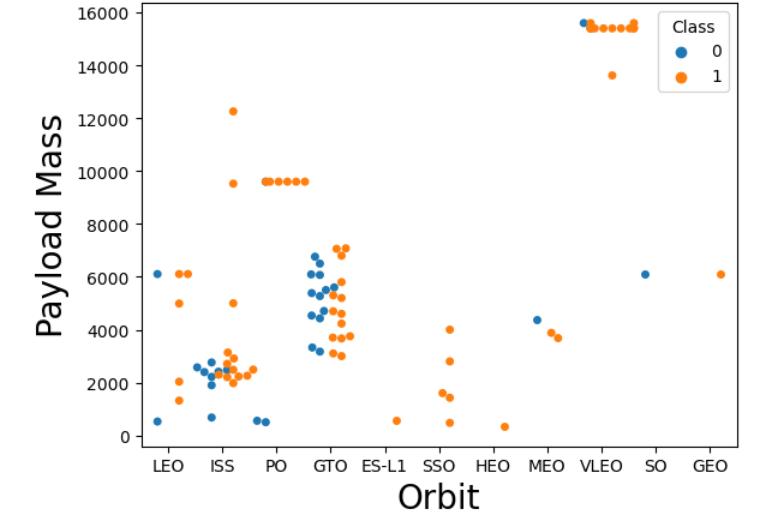 16000
14000
12000
10000
8000
6000
4000
2000
0
Payload Mass
Class
0
1
LEO ISS PO GTO ES-L1 SSO HEO MEO VLEO SO GEO
Orbit